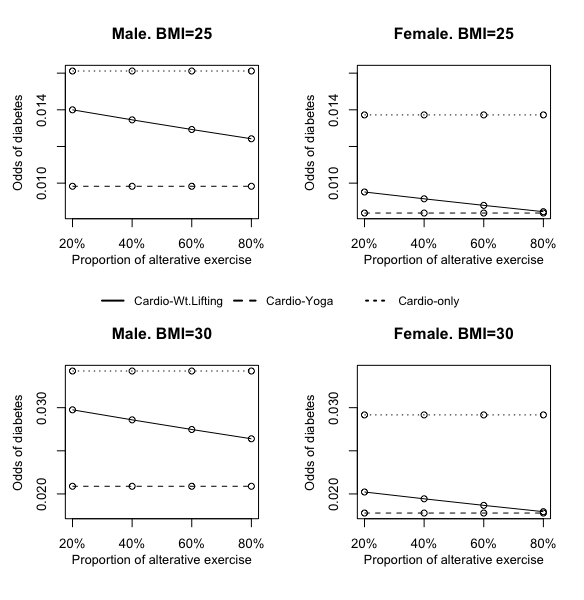 Male. BMI=25
Female. BMI=25
Odds of diabetes
0.014
0.010
Odds of diabetes
0.014
0.010
20% 40% 60% 80%
20% 40% 60% 80%
Proportion of alterative exercise
Proportion of alterative exercise
Cardio-Wt.Lifting Cardio-Yoga Cardio-only
Male. BMI=30
Female. BMI=30
Odds of diabetes
0.030
0.020
Odds of diabetes
0.030
0.020
20% 40% 60% 80%
20% 40% 60% 80%
Proportion of alterative exercise
Proportion of alterative exercise